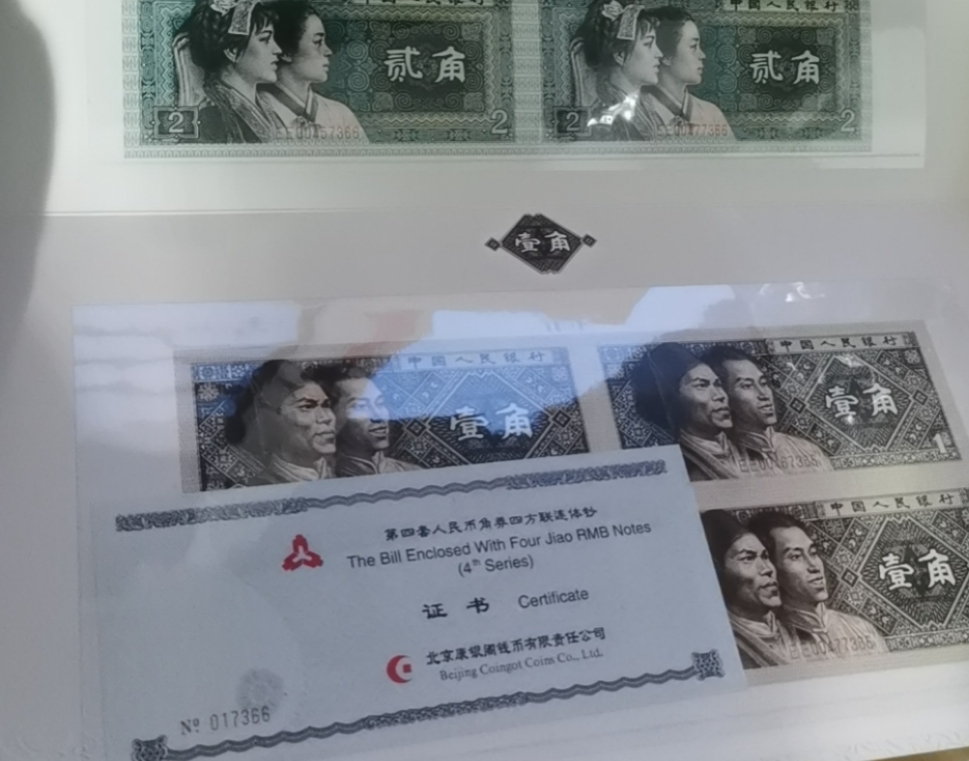 中国人民银行 中国人民银行
贰角 贰角
2 2 2 2
壹角
中国人民银行 中国人民银行
壹角 壹角
1
中国人民银行
壹角
第四套人民币角券四方联连体钞
The Bill Enclosed With Four Jiao RMB Notes
(4th Series)
证书 Certificate
北京康银阁钱币有限责任公司
Beijing Coingot Coins Co., Ltd.
Nº 017366